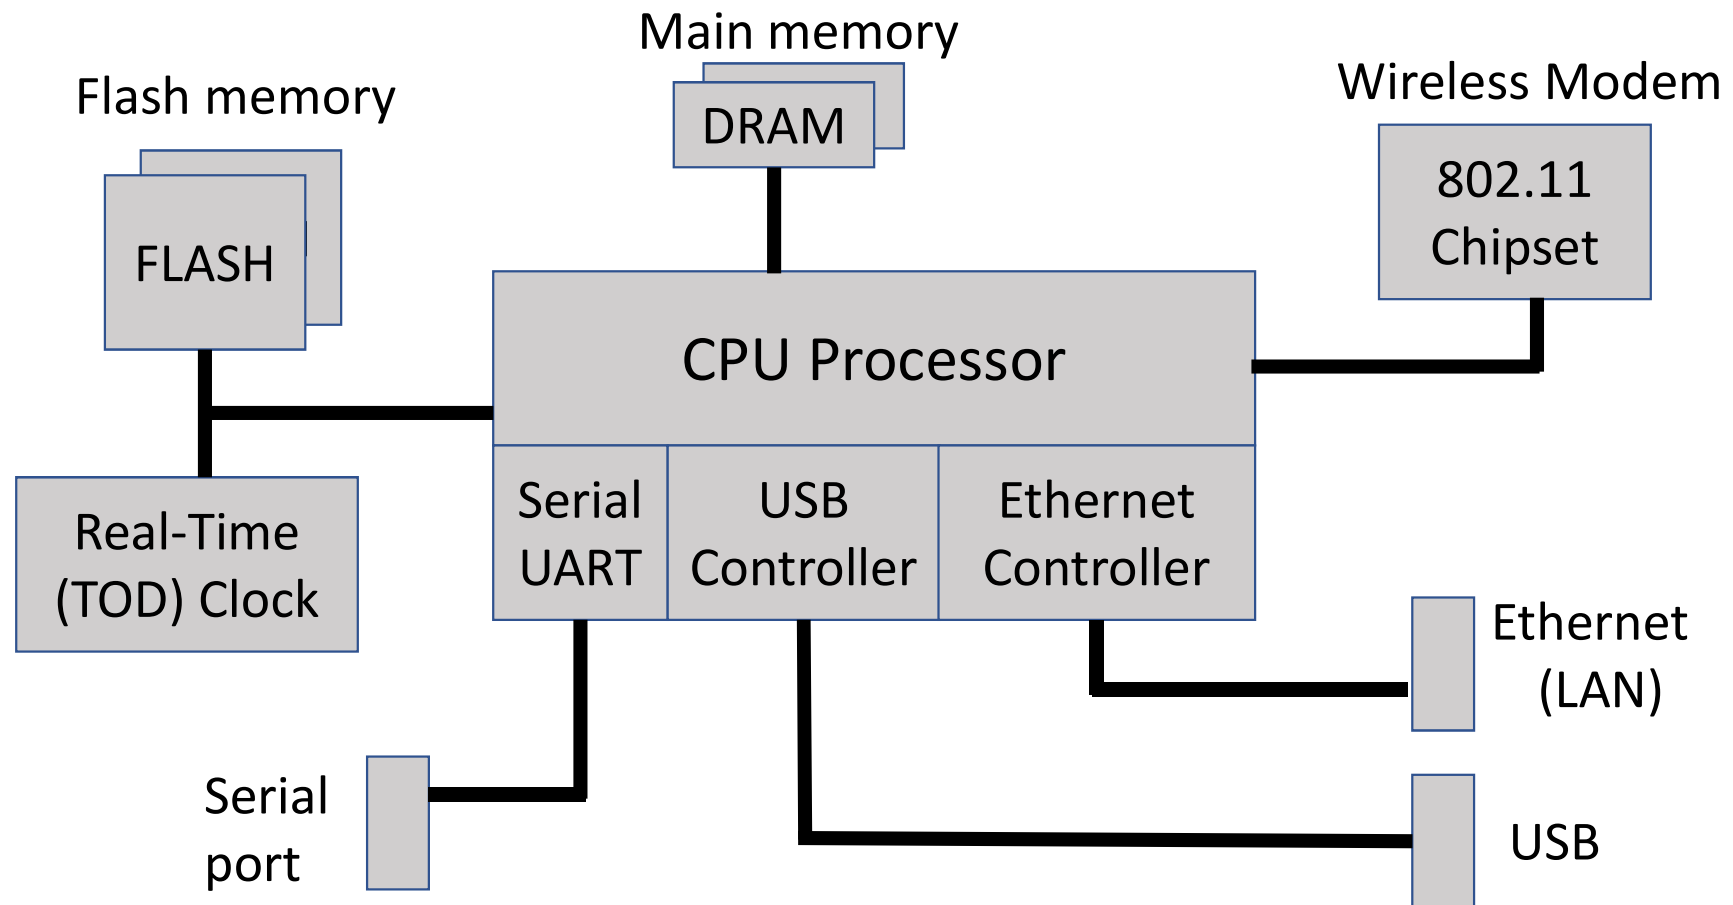 Main memory
Flash memory
Wireless Modem
DRAM
802.11
Chipset
FLASH
CPU Processor
Serial
UART
USB
Controller
Ethernet
Controller
Real-Time
(TOD) Clock
Ethernet
(LAN)
Serial
port
USB